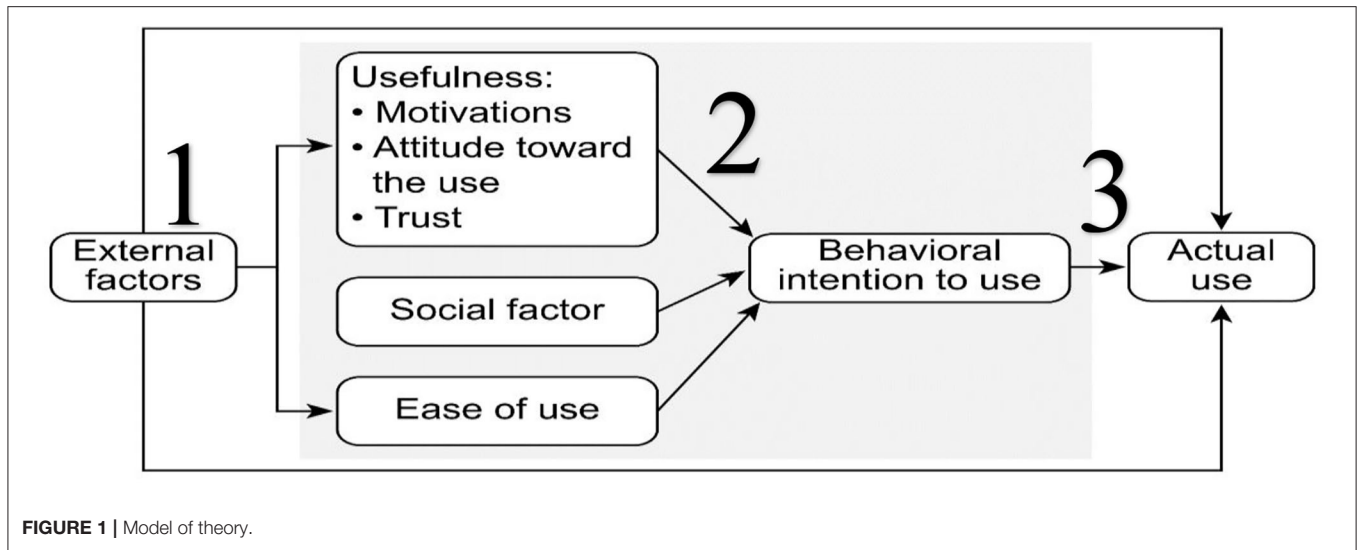 1
External
factors
Usefulness:
• Motivations
• Attitude toward
the use
• Trust
Social factor
Ease of use
2
Behavioral
intention to use
3
Actual
use
FIGURE 1 | Model of theory.